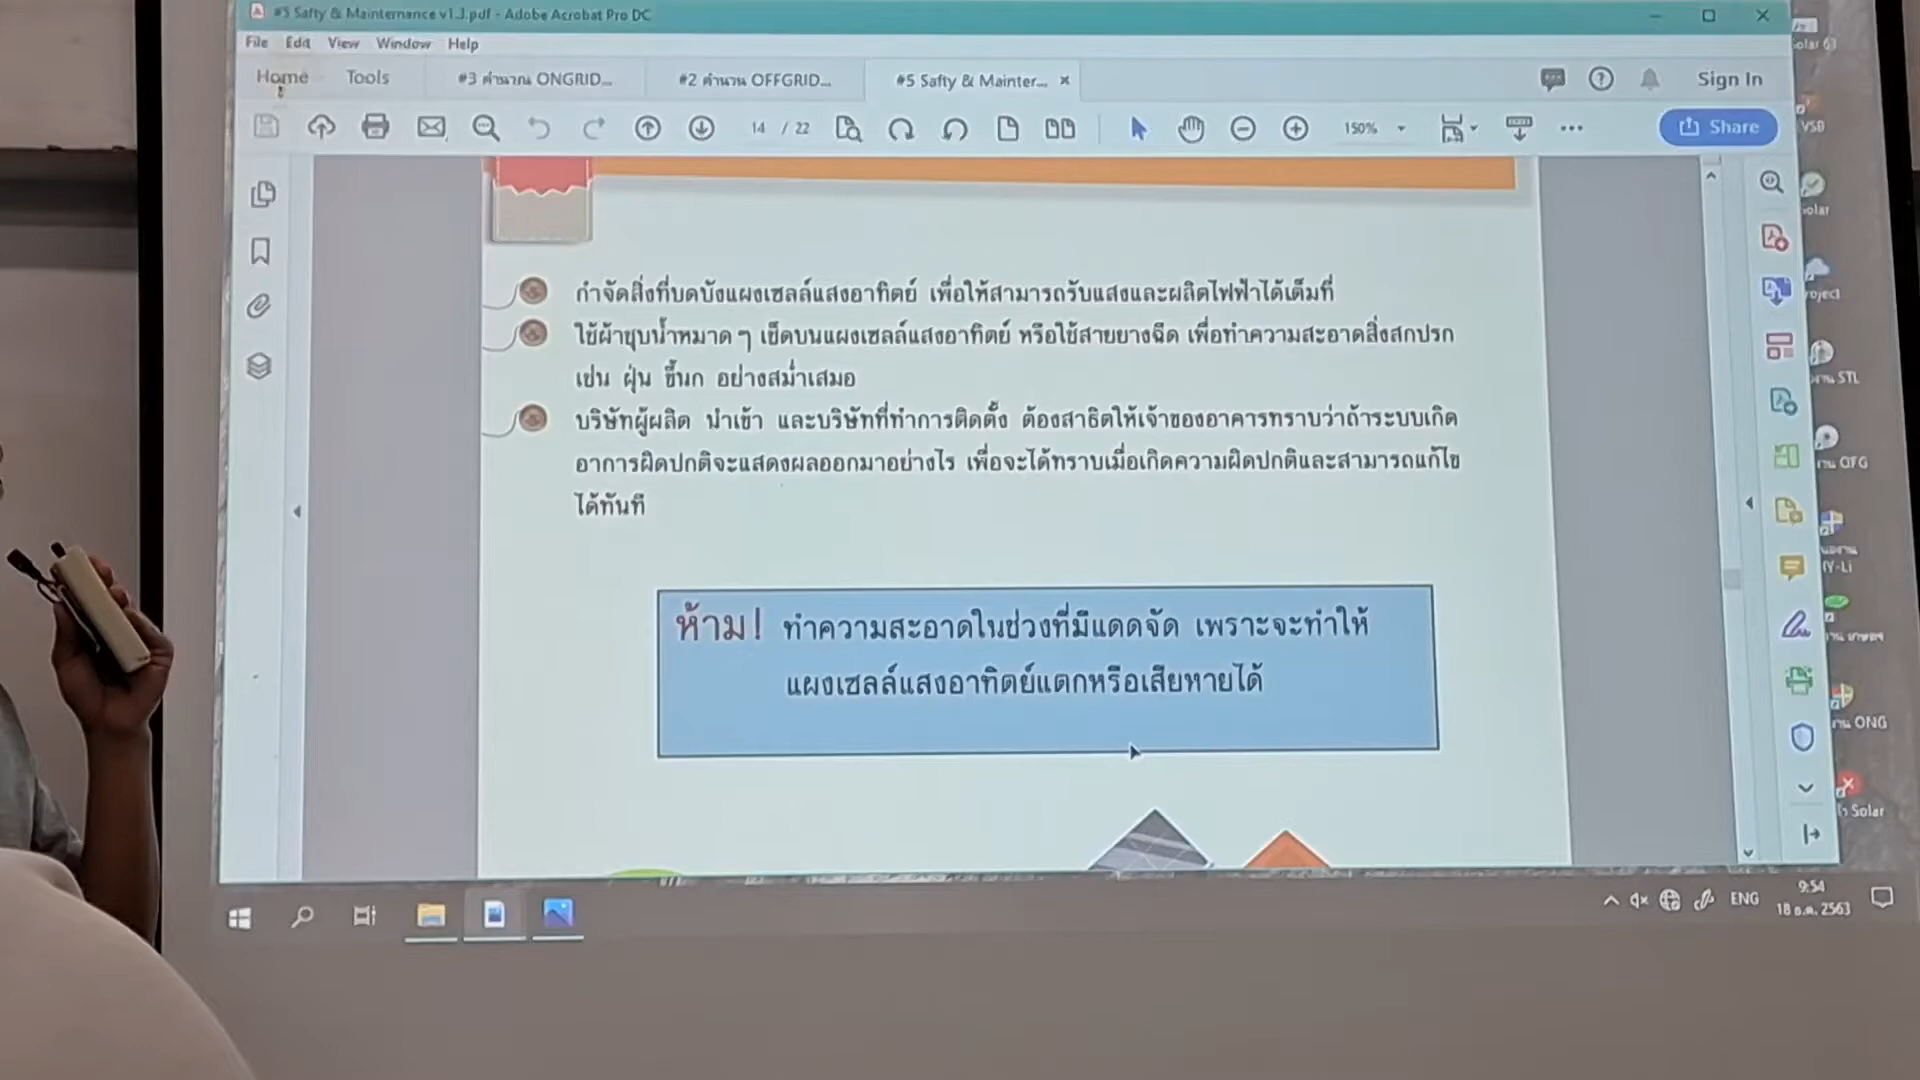 #5 Safty & Mainternance v1.3.pdf - Adobe Acrobat Pro DC
File Edit View Window Help
Home Tools #3 คำนวณ ONGRID... #2 คำนวน OFFGRID... #5 Safty & Mainter... ×
Sign In
14 / 22
150%
Share
กำจัดสิ่งที่บดบังแผงเซลล์แสงอาทิตย์ เพื่อให้สามารถรับแสงและผลิตไฟฟ้าได้เต็มที่
ใช้ผ้าชุบน้ำหมาด ๆ เช็ดบนแผงเซลล์แสงอาทิตย์ หรือใช้สายยางฉีด เพื่อทำความสะอาดสิ่งสกปรก
เช่น ฝุ่น ขี้นก อย่างสม่ำเสมอ
บริษัทผู้ผลิต นำเข้า และบริษัทที่ทำการติดตั้ง ต้องสาธิตให้เจ้าของอาคารทราบว่าถ้าระบบเกิด
อาการผิดปกติจะแสดงผลออกมาอย่างไร เพื่อจะได้ทราบเมื่อเกิดความผิดปกติและสามารถแก้ไข
ได้ทันที
ห้าม! ทำความสะอาดในช่วงที่มีแดดจัด เพราะจะทำให้
แผงเซลล์แสงอาทิตย์แตกหรือเสียหายได้
olar 63
VSD
olar
roject
STL
OFG
IY-Li
ONG
Solar
ENG
9:54
18 ธ.ค. 2563